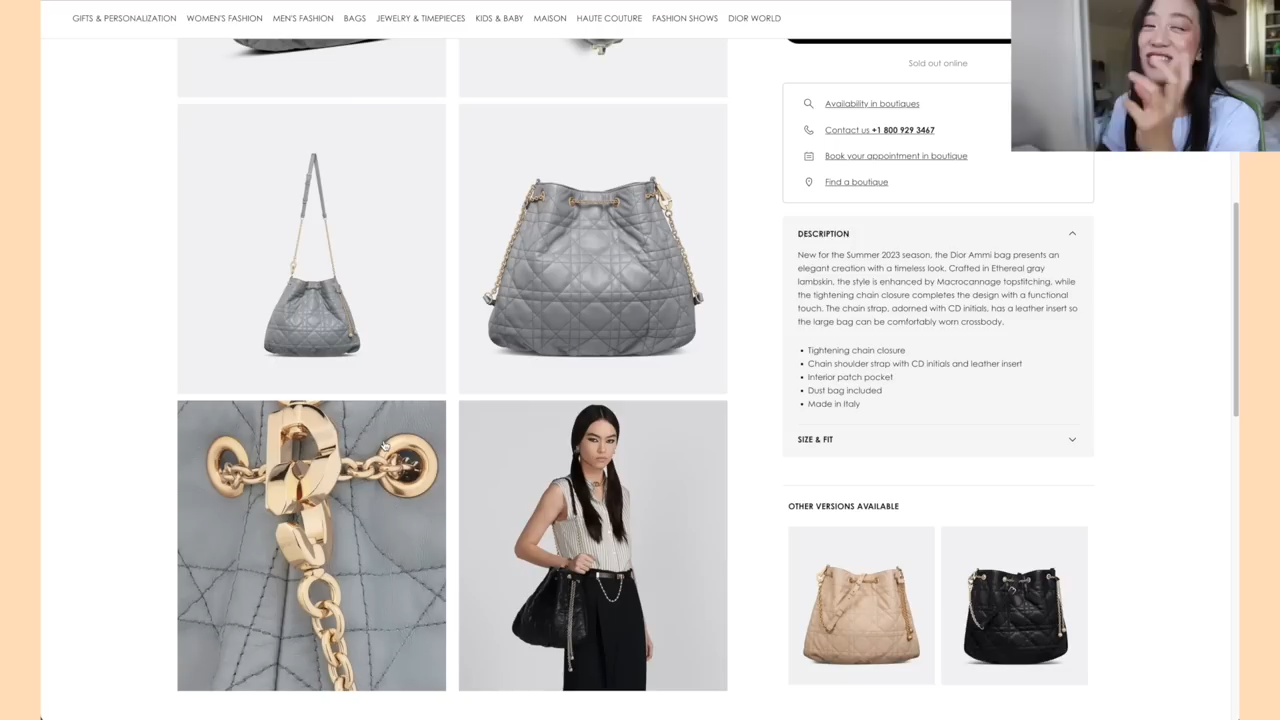 GIFTS & PERSONALIZATION WOMEN'S FASHION MEN'S FASHION BAGS JEWELRY & TIMEPIECES KIDS & BABY MAISON HAUTE COUTURE FASHION SHOWS DIOR WORLD
Sold out online
Availability in boutiques
Contact us +1 800 929 3467
Book your appointment in boutique
Find a boutique
DESCRIPTION
New for the Summer 2023 season, the Dior Ammi bag presents an
elegant creation with a timeless look. Crafted in Ethereal gray
lambskin, the style is enhanced by Macrocannage topstitching, while
the tightening chain closure completes the design with a functional
touch. The chain strap, adorned with CD initials, has a leather insert so
the large bag can be comfortably worn crossbody.
• Tightening chain closure
• Chain shoulder strap with CD initials and leather insert
• Interior patch pocket
• Dust bag included
• Made in Italy
SIZE & FIT
OTHER VERSIONS AVAILABLE